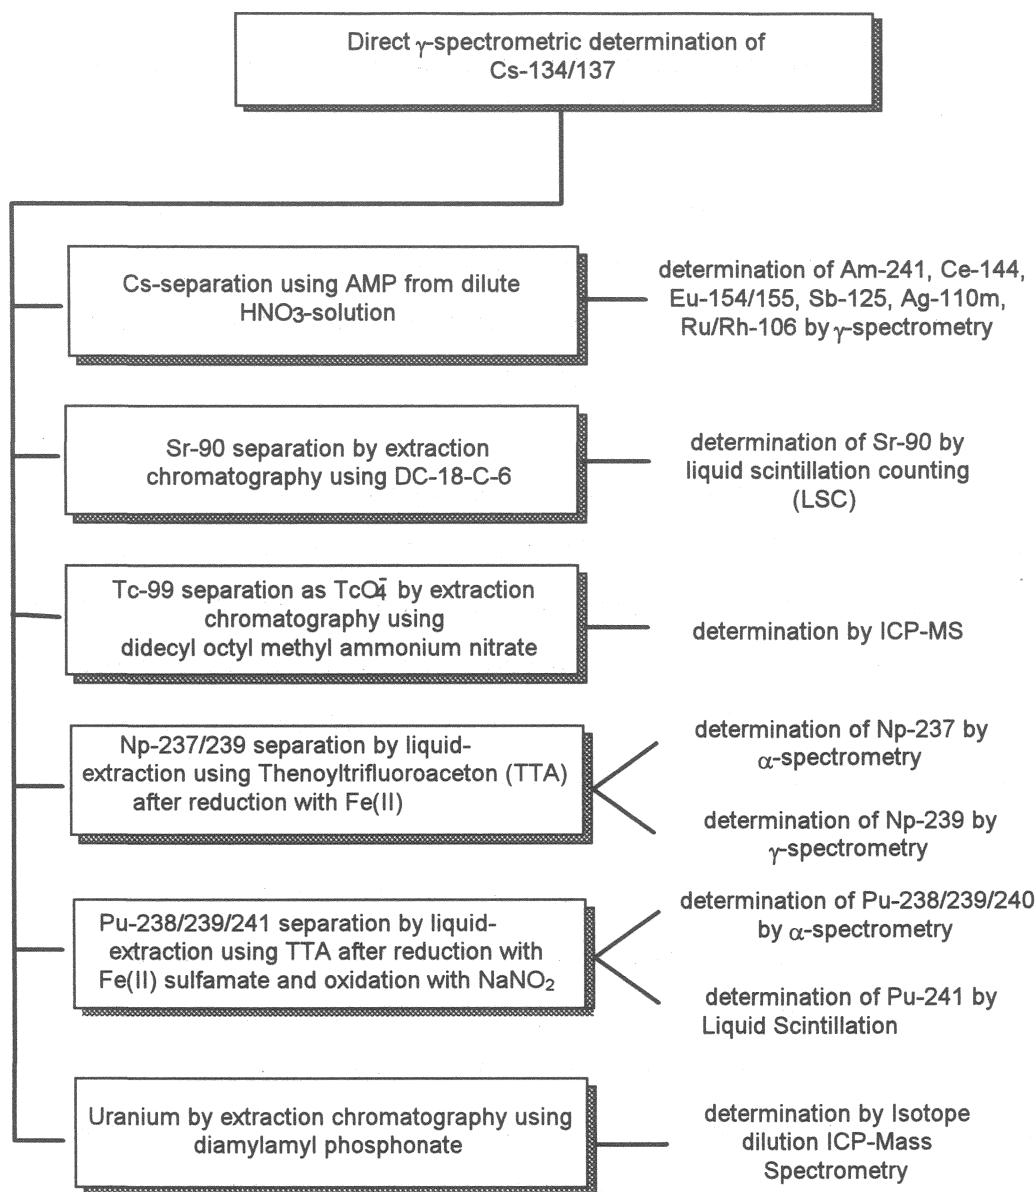 Direct γ-spectrometric determination of
Cs-134/137
Cs-separation using AMP from dilute
HNO3-solution
determination of Am-241, Ce-144,
Eu-154/155, Sb-125, Ag-110m,
Ru/Rh-106 by γ-spectrometry
Sr-90 separation by extraction
chromatography using DC-18-C-6
determination of Sr-90 by
liquid scintillation counting
(LSC)
Tc-99 separation as TcO4⁻ by extraction
chromatography using
didecyl octyl methyl ammonium nitrate
determination by ICP-MS
Np-237/239 separation by liquid-
extraction using Thenoyltrifluoroaceton (TTA)
after reduction with Fe(II)
determination of Np-237 by
α-spectrometry
determination of Np-239 by
γ-spectrometry
Pu-238/239/241 separation by liquid-
extraction using TTA after reduction with
Fe(II) sulfamate and oxidation with NaNO2
determination of Pu-238/239/240
by α-spectrometry
determination of Pu-241 by
Liquid Scintillation
Uranium by extraction chromatography using
diamylamyl phosphonate
determination by Isotope
dilution ICP-Mass
Spectrometry